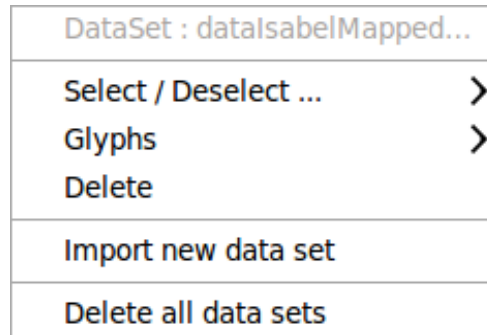 DataSet : dataIsabelMapped...
Select / Deselect ...
Glyphs
Delete
Import new data set
Delete all data sets